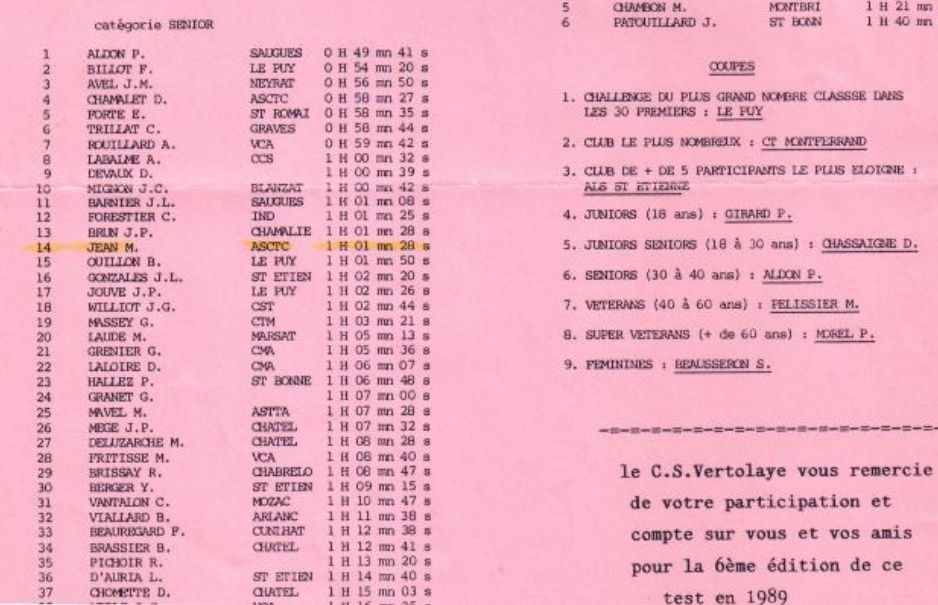 catégorie SENIOR
1 ALDON P. SAUGUES 0 H 49 mn 41 s
2 BILLOT F. LE PUY 0 H 54 mn 20 s
3 AVEL J.M. NEYRAT 0 H 56 mn 50 s
4 CHAMALET D. ASCTC 0 H 58 mn 27 s
5 FORTE E. ST ROMAI 0 H 58 mn 35 s
6 TRILLAT C. GRAVES 0 H 58 mn 44 s
7 ROUILLARD A. VCA 0 H 59 mn 42 s
8 LABALME A. CCS 1 H 00 mn 32 s
9 DEVAUX D. 1 H 00 mn 39 s
10 MIGNON J.C. BLANZAT 1 H 00 mn 42 s
11 BARNIER J.L. SAUGUES 1 H 01 mn 08 s
12 FORESTIER C. IND 1 H 01 mn 25 s
13 BRUN J.P. CHAMALIE 1 H 01 mn 28 s
14 JEAN M. ASCTC 1 H 01 mn 28 s
15 OUILLON B. LE PUY 1 H 01 mn 50 s
16 GONZALES J.L. ST ETIEN 1 H 02 mn 20 s
17 JOUVE J.P. LE PUY 1 H 02 mn 26 s
18 WILLIOT J.G. CST 1 H 02 mn 44 s
19 MASSEY G. CTM 1 H 03 mn 21 s
20 LAUDE M. MARSAT 1 H 05 mn 13 s
21 GRENIER G. CMA 1 H 05 mn 36 s
22 LALOIRE D. CMA 1 H 06 mn 07 s
23 HALLEZ P. ST BONNE 1 H 06 mn 48 s
24 GRANET G. 1 H 07 mn 00 s
25 MAVEL M. ASTTA 1 H 07 mn 28 s
26 MEGE J.P. CHATEL 1 H 07 mn 32 s
27 DELUZARCHE M. CHATEL 1 H 08 mn 28 s
28 FRITISSE M. VCA 1 H 08 mn 40 s
29 BRISSAY R. CHABRELO 1 H 08 mn 47 s
30 BERGER Y. ST ETIEN 1 H 09 mn 15 s
31 VANTALON C. MOZAC 1 H 10 mn 47 s
32 VIALLARD B. ARLANC 1 H 11 mn 38 s
33 BEAUREGARD F. CUNLHAT 1 H 12 mn 38 s
34 BRASSIER B. CHATEL 1 H 12 mn 41 s
35 PICHOIR R. 1 H 13 mn 20 s
36 D'AURIA L. ST ETIEN 1 H 14 mn 40 s
37 CHOMETTE D. CHATEL 1 H 15 mn 03 s
5 CHAMBON M. MONTBRI 1 H 21 mn
6 PATOUILLARD J. ST BONN 1 H 40 mn
COUPES
1. CHALLENGE DU PLUS GRAND NOMBRE CLASSSE DANS
LES 30 PREMIERS : LE PUY
2. CLUB LE PLUS NOMBREUX : CT MONTFERRAND
3. CLUB DE + DE 5 PARTICIPANTS LE PLUS ELOIGNE :
ALS ST ETIENNE
4. JUNIORS (18 ans) : GIRARD P.
5. JUNIORS SENIORS (18 à 30 ans) : CHASSAIGNE D.
6. SENIORS (30 à 40 ans) : ALDON P.
7. VETERANS (40 à 60 ans) : PELISSIER M.
8. SUPER VETERANS (+ de 60 ans) : MOREL P.
9. FEMININES : BEAUSSERON S.
-=-=-=-=-=-=-=-=-=-=-=-=-=-=-=-=-
le C.S.Vertolaye vous remercie
de votre participation et
compte sur vous et vos amis
pour la 6ème édition de ce
test en 1989